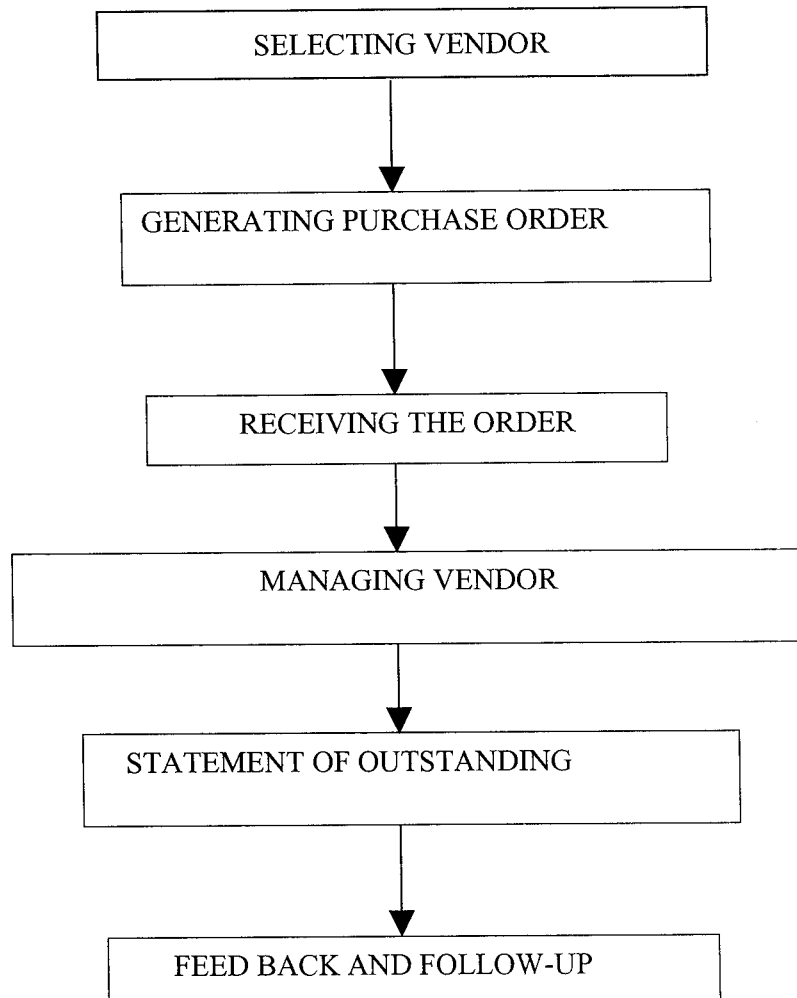 SELECTING VENDOR
GENERATING PURCHASE ORDER
RECEIVING THE ORDER
MANAGING VENDOR
STATEMENT OF OUTSTANDING
FEED BACK AND FOLLOW-UP